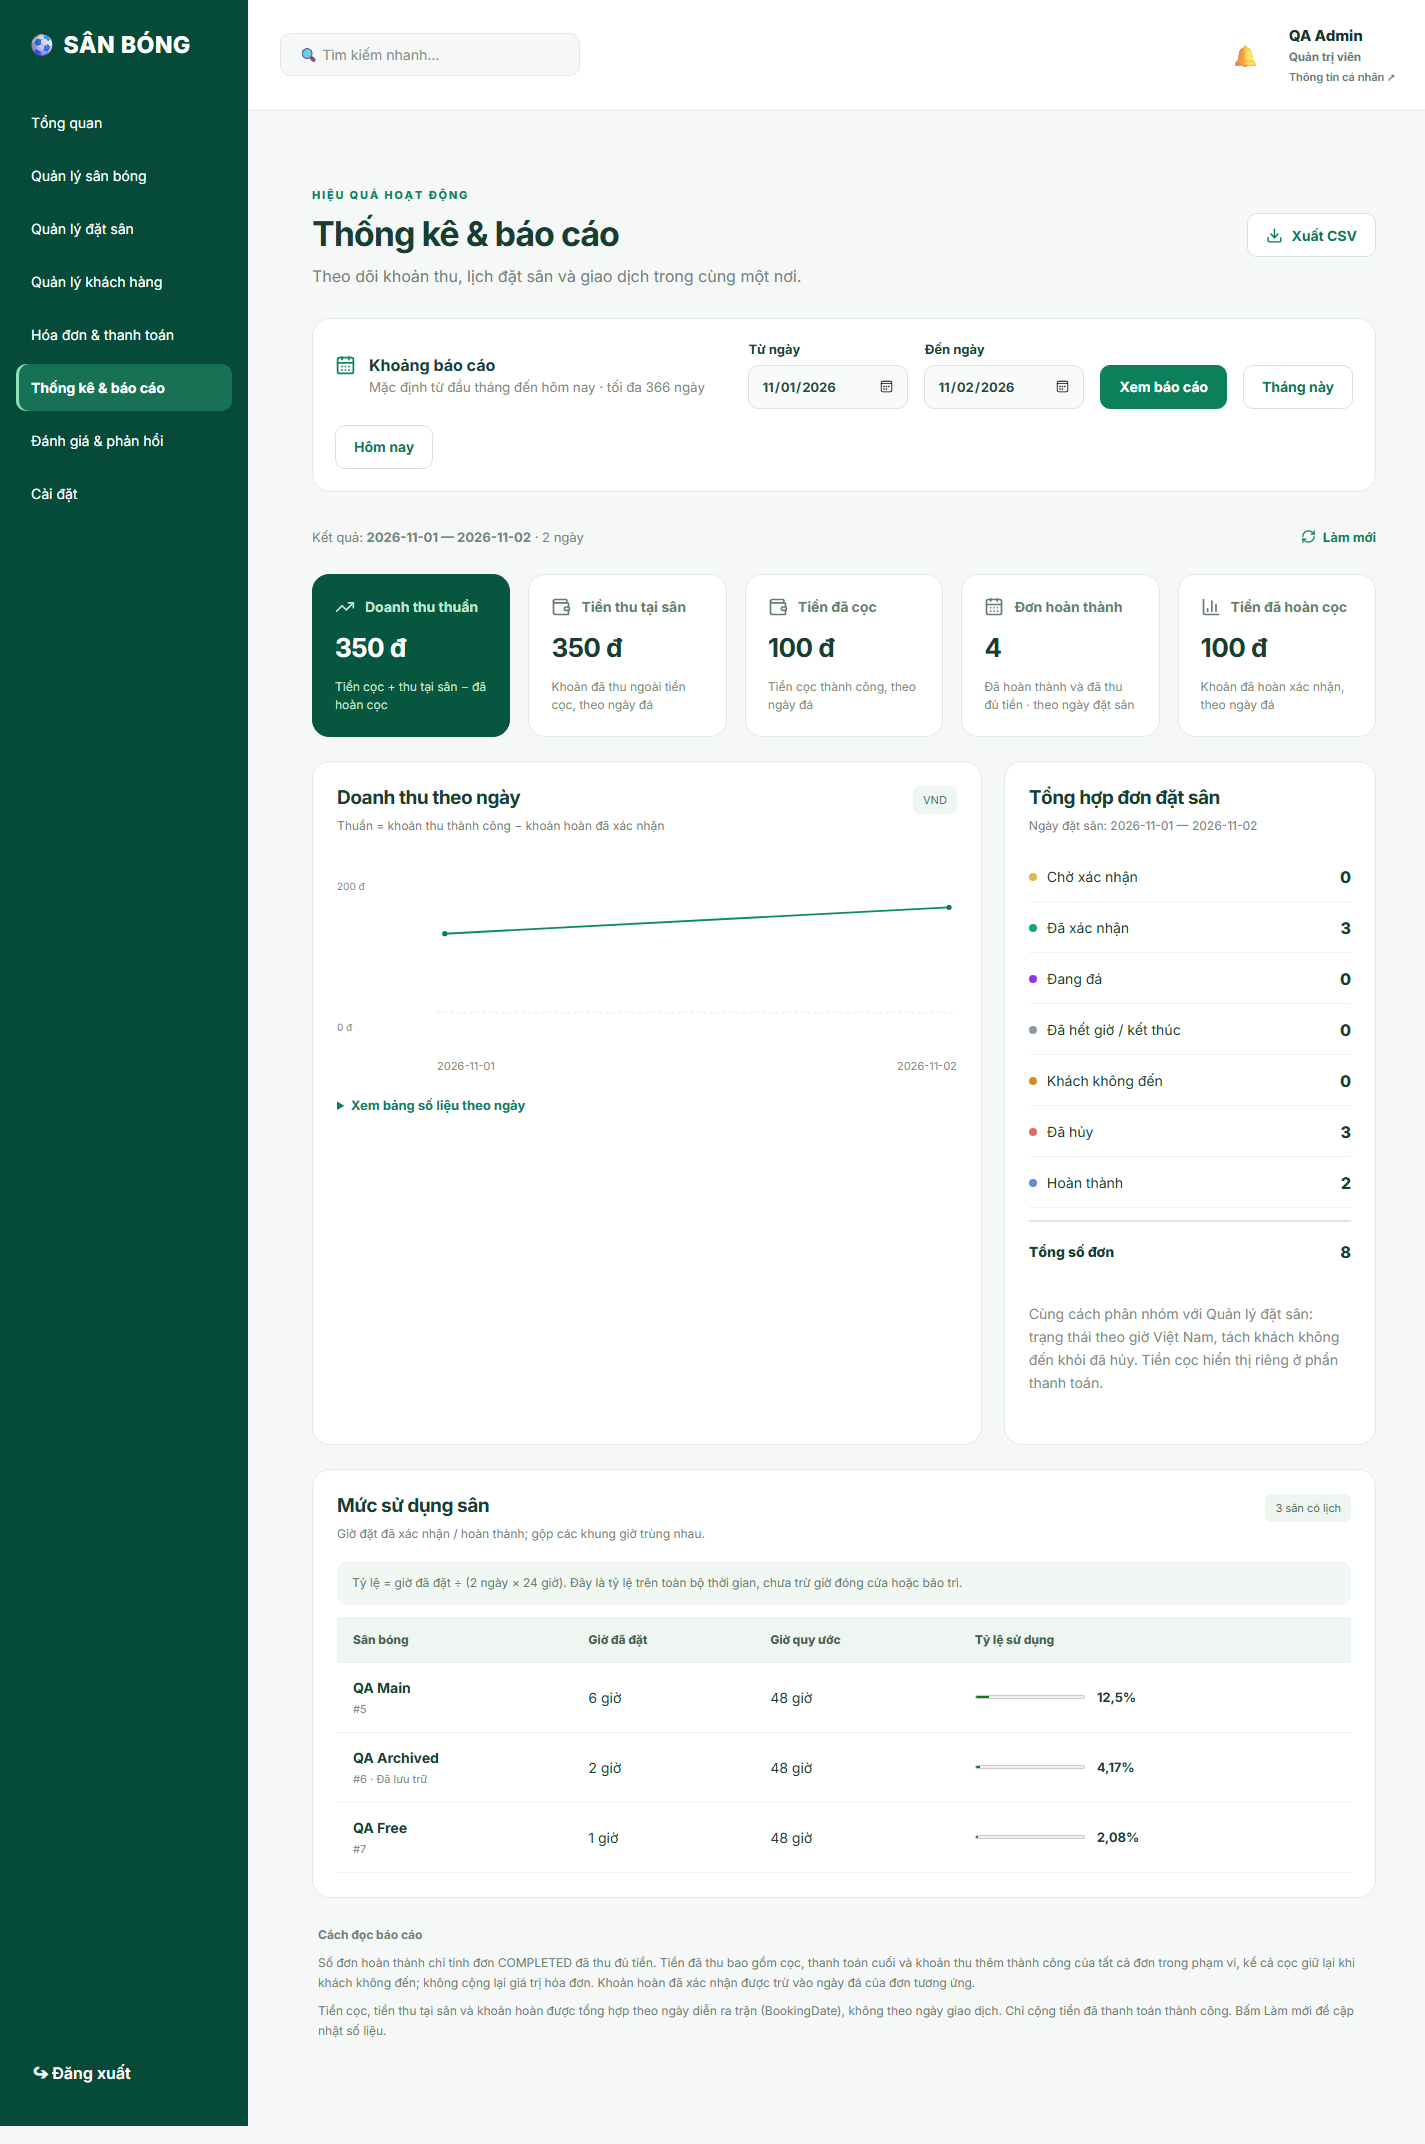 SÂN BÓNG
Tìm kiếm nhanh...
QA Admin
Quản trị viên
Thông tin cá nhân ↗
Tổng quan
Quản lý sân bóng
Quản lý đặt sân
Quản lý khách hàng
Hóa đơn & thanh toán
Thống kê & báo cáo
Đánh giá & phản hồi
Cài đặt
↪ Đăng xuất
HIỆU QUẢ HOẠT ĐỘNG
Thống kê & báo cáo
Theo dõi khoản thu, lịch đặt sân và giao dịch trong cùng một nơi.
Xuất CSV
Khoảng báo cáo
Mặc định từ đầu tháng đến hôm nay · tối đa 366 ngày
Từ ngày
11/01/2026
Đến ngày
11/02/2026
Xem báo cáo
Tháng này
Hôm nay
Kết quả: 2026-11-01 — 2026-11-02 · 2 ngày
Làm mới
Doanh thu thuần
350 đ
Tiền cọc + thu tại sân − đã
hoàn cọc
Tiền thu tại sân
350 đ
Khoản đã thu ngoài tiền
cọc, theo ngày đá
Tiền đã cọc
100 đ
Tiền cọc thành công, theo
ngày đá
Đơn hoàn thành
4
Đã hoàn thành và đã thu
đủ tiền · theo ngày đặt sân
Tiền đã hoàn cọc
100 đ
Khoản đã hoàn xác nhận,
theo ngày đá
Doanh thu theo ngày
VND
Thuần = khoản thu thành công − khoản hoàn đã xác nhận
200 đ
0 đ
2026-11-01
2026-11-02
Xem bảng số liệu theo ngày
Tổng hợp đơn đặt sân
Ngày đặt sân: 2026-11-01 — 2026-11-02
Chờ xác nhận 0
Đã xác nhận 3
Đang đá 0
Đã hết giờ / kết thúc 0
Khách không đến 0
Đã hủy 3
Hoàn thành 2
Tổng số đơn 8
Cùng cách phân nhóm với Quản lý đặt sân:
trạng thái theo giờ Việt Nam, tách khách không
đến khỏi đã hủy. Tiền cọc hiển thị riêng ở phần
thanh toán.
Mức sử dụng sân
3 sân có lịch
Giờ đặt đã xác nhận / hoàn thành; gộp các khung giờ trùng nhau.
Tỷ lệ = giờ đã đặt ÷ (2 ngày × 24 giờ). Đây là tỷ lệ trên toàn bộ thời gian, chưa trừ giờ đóng cửa hoặc bảo trì.
Sân bóng Giờ đã đặt Giờ quy ước Tỷ lệ sử dụng
QA Main
#5
6 giờ 48 giờ 12,5%
QA Archived
#6 · Đã lưu trữ
2 giờ 48 giờ 4,17%
QA Free
#7
1 giờ 48 giờ 2,08%
Cách đọc báo cáo
Số đơn hoàn thành chỉ tính đơn COMPLETED đã thu đủ tiền. Tiền đã thu bao gồm cọc, thanh toán cuối và khoản thu thêm thành công của tất cả đơn trong phạm vi, kể cả cọc giữ lại khi
khách không đến; không cộng lại giá trị hóa đơn. Khoản hoàn đã xác nhận được trừ vào ngày đá của đơn tương ứng.
Tiền cọc, tiền thu tại sân và khoản hoàn được tổng hợp theo ngày diễn ra trận (BookingDate), không theo ngày giao dịch. Chỉ cộng tiền đã thanh toán thành công. Bấm Làm mới để cập
nhật số liệu.